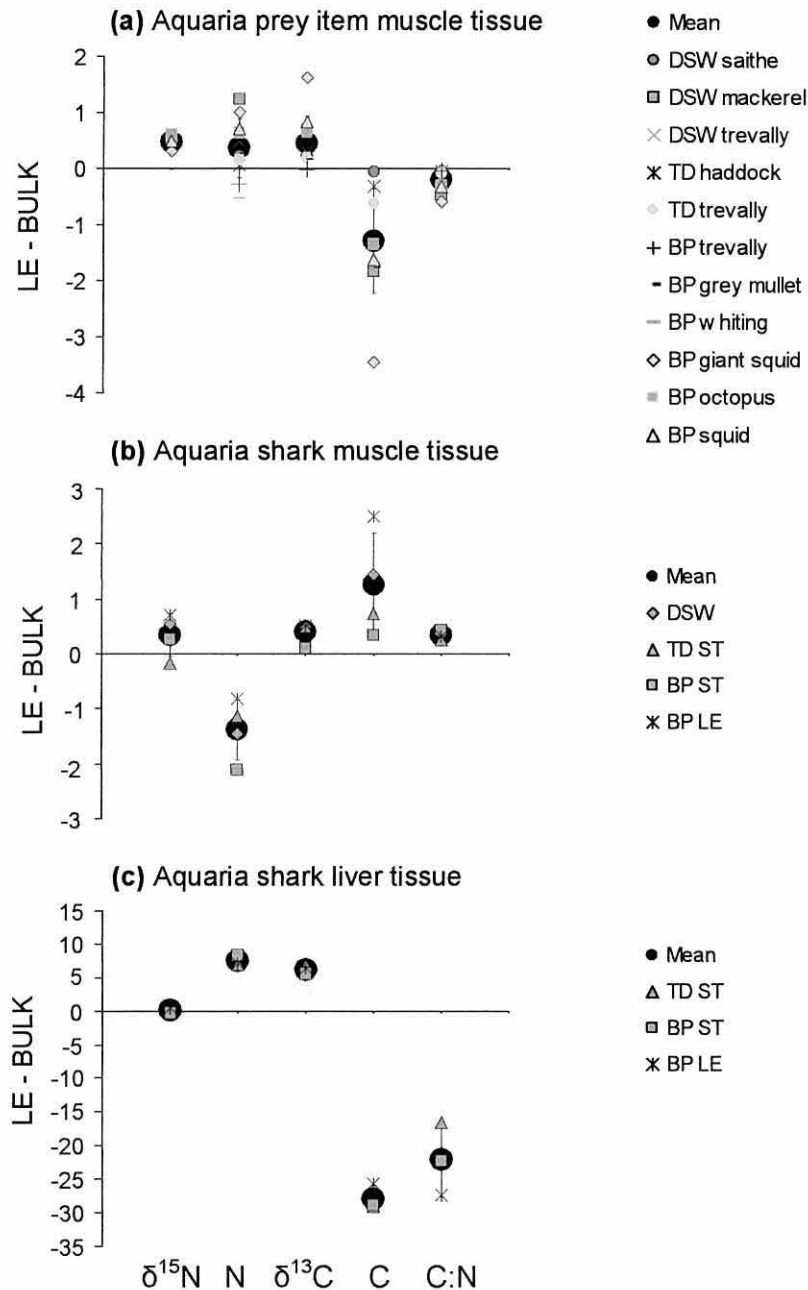 (a) Aquaria prey item muscle tissue
2
1
0
-1
-2
-3
-4
LE - BULK
Mean
DSW saithe
DSW mackerel
DSW trevally
TD haddock
TD trevally
BP trevally
BP grey mullet
BP w hiting
BP giant squid
BP octopus
BP squid
(b) Aquaria shark muscle tissue
3
2
1
0
-1
-2
-3
LE - BULK
Mean
DSW
TD ST
BP ST
BP LE
(c) Aquaria shark liver tissue
15
10
5
0
-5
-10
-15
-20
-25
-30
-35
LE - BULK
Mean
TD ST
BP ST
BP LE
δ¹⁵N N δ¹³C C C:N